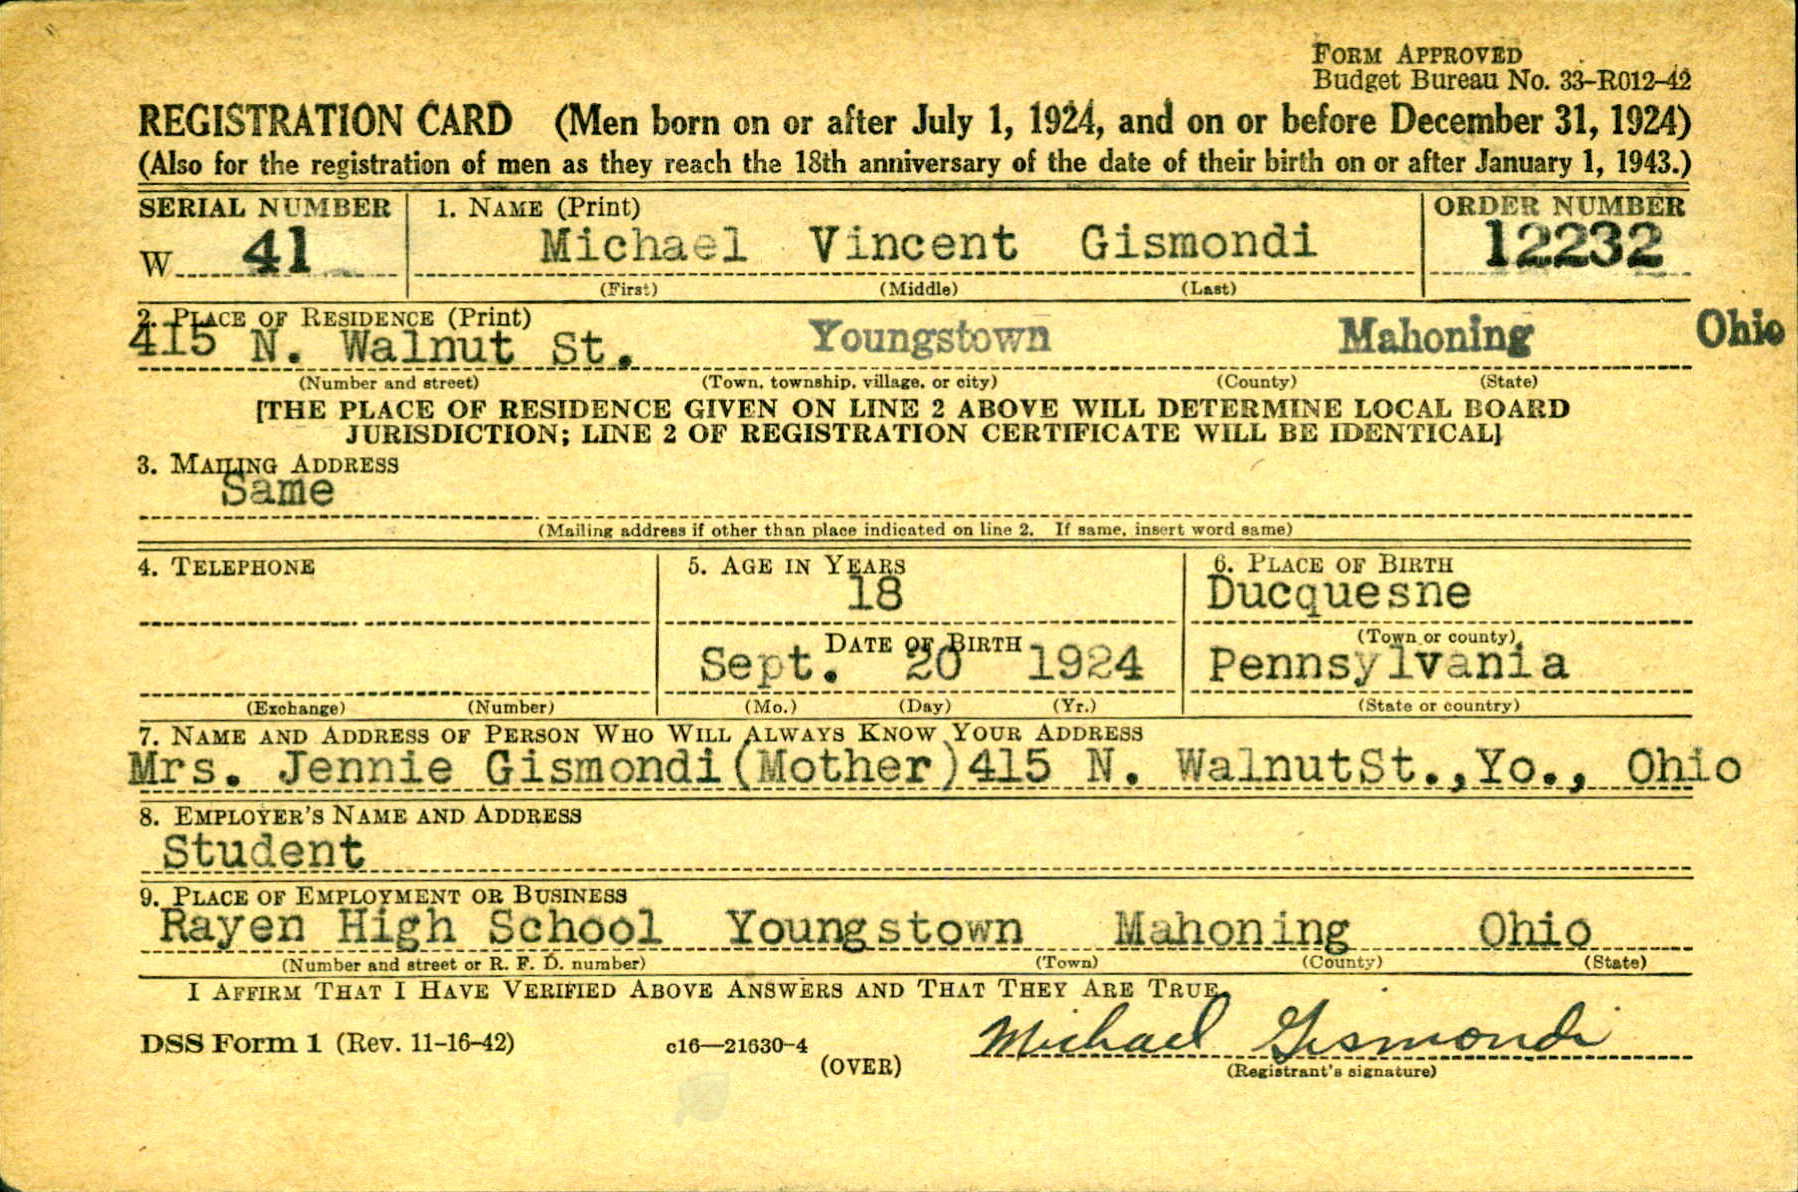 FORM APPROVED
Budget Bureau No. 33-R012-42
REGISTRATION CARD (Men born on or after July 1, 1924, and on or before December 31, 1924)
(Also for the registration of men as they reach the 18th anniversary of the date of their birth on or after January 1, 1943.)
SERIAL NUMBER 1. NAME (Print) ORDER NUMBER
W 41 Michael Vincent Gismondi 12232
(First) (Middle) (Last)
2. PLACE OF RESIDENCE (Print)
415 N. Walnut St. Youngstown Mahoning Ohio
(Number and street) (Town, township, village, or city) (County) (State)
[THE PLACE OF RESIDENCE GIVEN ON LINE 2 ABOVE WILL DETERMINE LOCAL BOARD
JURISDICTION; LINE 2 OF REGISTRATION CERTIFICATE WILL BE IDENTICAL]
3. MAILING ADDRESS
Same
(Mailing address if other than place indicated on line 2. If same, insert word same)
4. TELEPHONE 5. AGE IN YEARS 6. PLACE OF BIRTH
18 Ducquesne
DATE OF BIRTH (Town or county)
Sept. 20 1924 Pennsylvania
(Exchange) (Number) (Mo.) (Day) (Yr.) (State or country)
7. NAME AND ADDRESS OF PERSON WHO WILL ALWAYS KNOW YOUR ADDRESS
Mrs. Jennie Gismondi(Mother)415 N. WalnutSt.,Yo., Ohio
8. EMPLOYER'S NAME AND ADDRESS
Student
9. PLACE OF EMPLOYMENT OR BUSINESS
Rayen High School Youngstown Mahoning Ohio
(Number and street or R. F. D. number) (Town) (County) (State)
I AFFIRM THAT I HAVE VERIFIED ABOVE ANSWERS AND THAT THEY ARE TRUE.
Michael Gismondi
DSS Form 1 (Rev. 11-16-42) c16—21630-4
(OVER) (Registrant's signature)